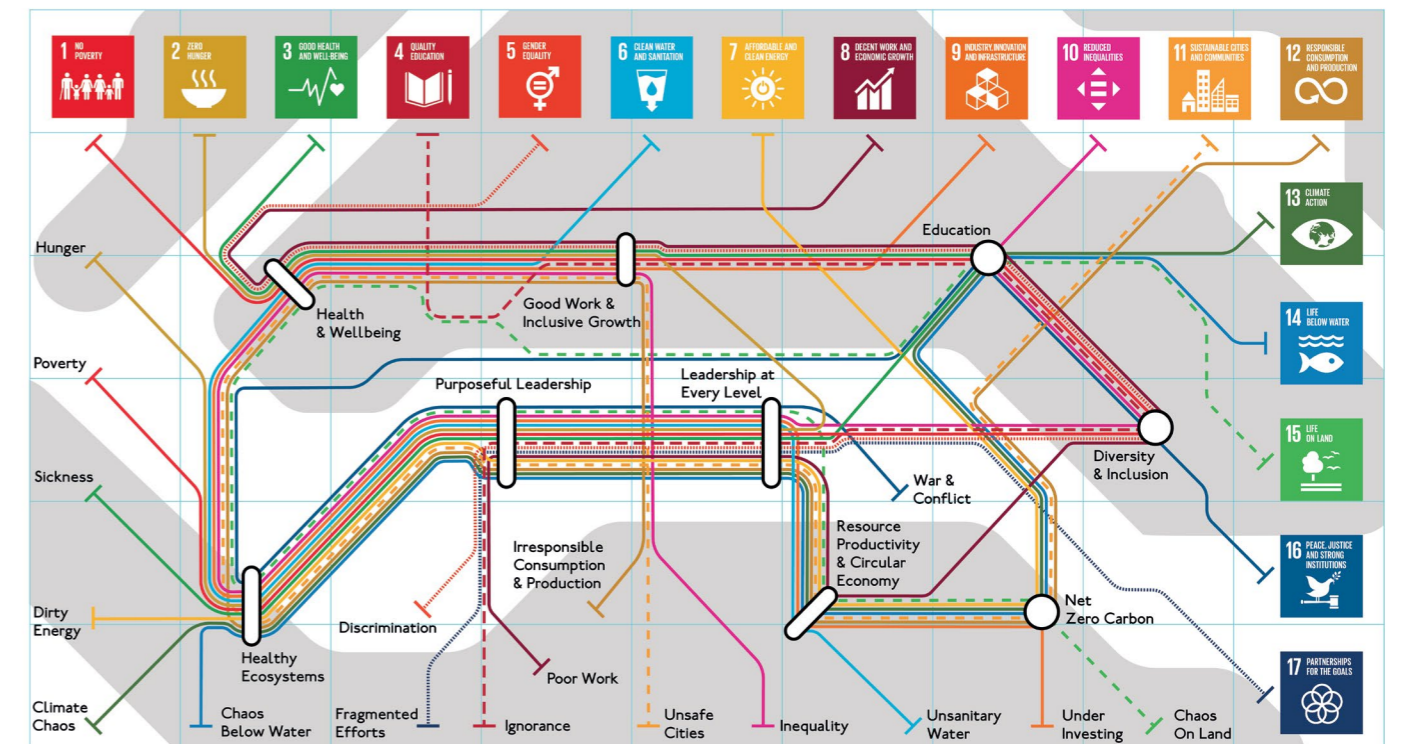 1 NO
POVERTY
2 ZERO
HUNGER
3 GOOD HEALTH
AND WELL-BEING
4 QUALITY
EDUCATION
5 GENDER
EQUALITY
6 CLEAN WATER
AND SANITATION
7 AFFORDABLE AND
CLEAN ENERGY
8 DECENT WORK AND
ECONOMIC GROWTH
9 INDUSTRY, INNOVATION
AND INFRASTRUCTURE
10 REDUCED
INEQUALITIES
11 SUSTAINABLE CITIES
AND COMMUNITIES
12 RESPONSIBLE
CONSUMPTION
AND PRODUCTION
13 CLIMATE
ACTION
14 LIFE
BELOW WATER
15 LIFE
ON LAND
16 PEACE, JUSTICE
AND STRONG
INSTITUTIONS
17 PARTNERSHIPS
FOR THE GOALS
Hunger
Poverty
Sickness
Dirty
Energy
Climate
Chaos
Health
& Wellbeing
Good Work &
Inclusive Growth
Education
Purposeful Leadership
Leadership at
Every Level
Diversity
& Inclusion
War &
Conflict
Resource
Productivity
& Circular
Economy
Irresponsible
Consumption
& Production
Net
Zero Carbon
Discrimination
Healthy
Ecosystems
Poor Work
Chaos
Below Water
Fragmented
Efforts
Ignorance
Unsafe
Cities
Inequality
Unsanitary
Water
Under
Investing
Chaos
On Land